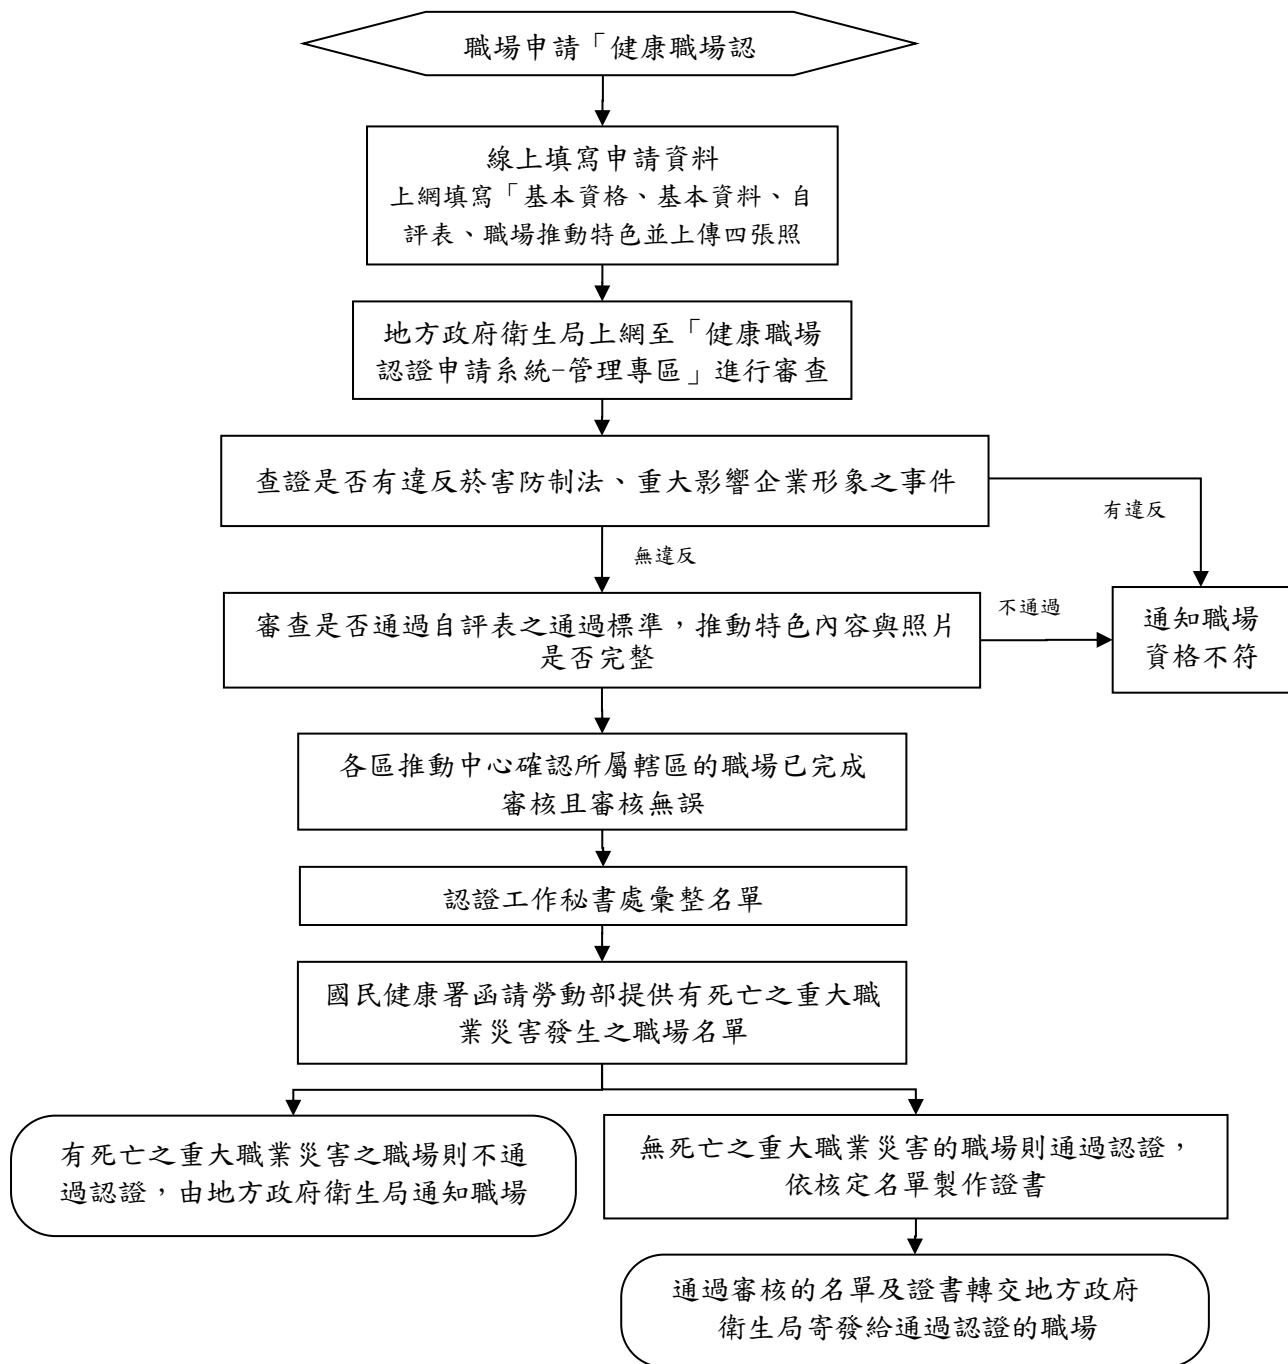 職場申請「健康職場認
線上填寫申請資料
上網填寫「基本資格、基本資料、自
評表、職場推動特色並上傳四張照
地方政府衛生局上網至「健康職場
認證申請系統-管理專區」進行審查
查證是否有違反菸害防制法、重大影響企業形象之事件
有違反
無違反
審查是否通過自評表之通過標準，推動特色內容與照片
是否完整
不通過
通知職場
資格不符
各區推動中心確認所屬轄區的職場已完成
審核且審核無誤
認證工作秘書處彙整名單
國民健康署函請勞動部提供有死亡之重大職
業災害發生之職場名單
有死亡之重大職業災害之職場則不通
過認證，由地方政府衛生局通知職場
無死亡之重大職業災害的職場則通過認證，
依核定名單製作證書
通過審核的名單及證書轉交地方政府
衛生局寄發給通過認證的職場